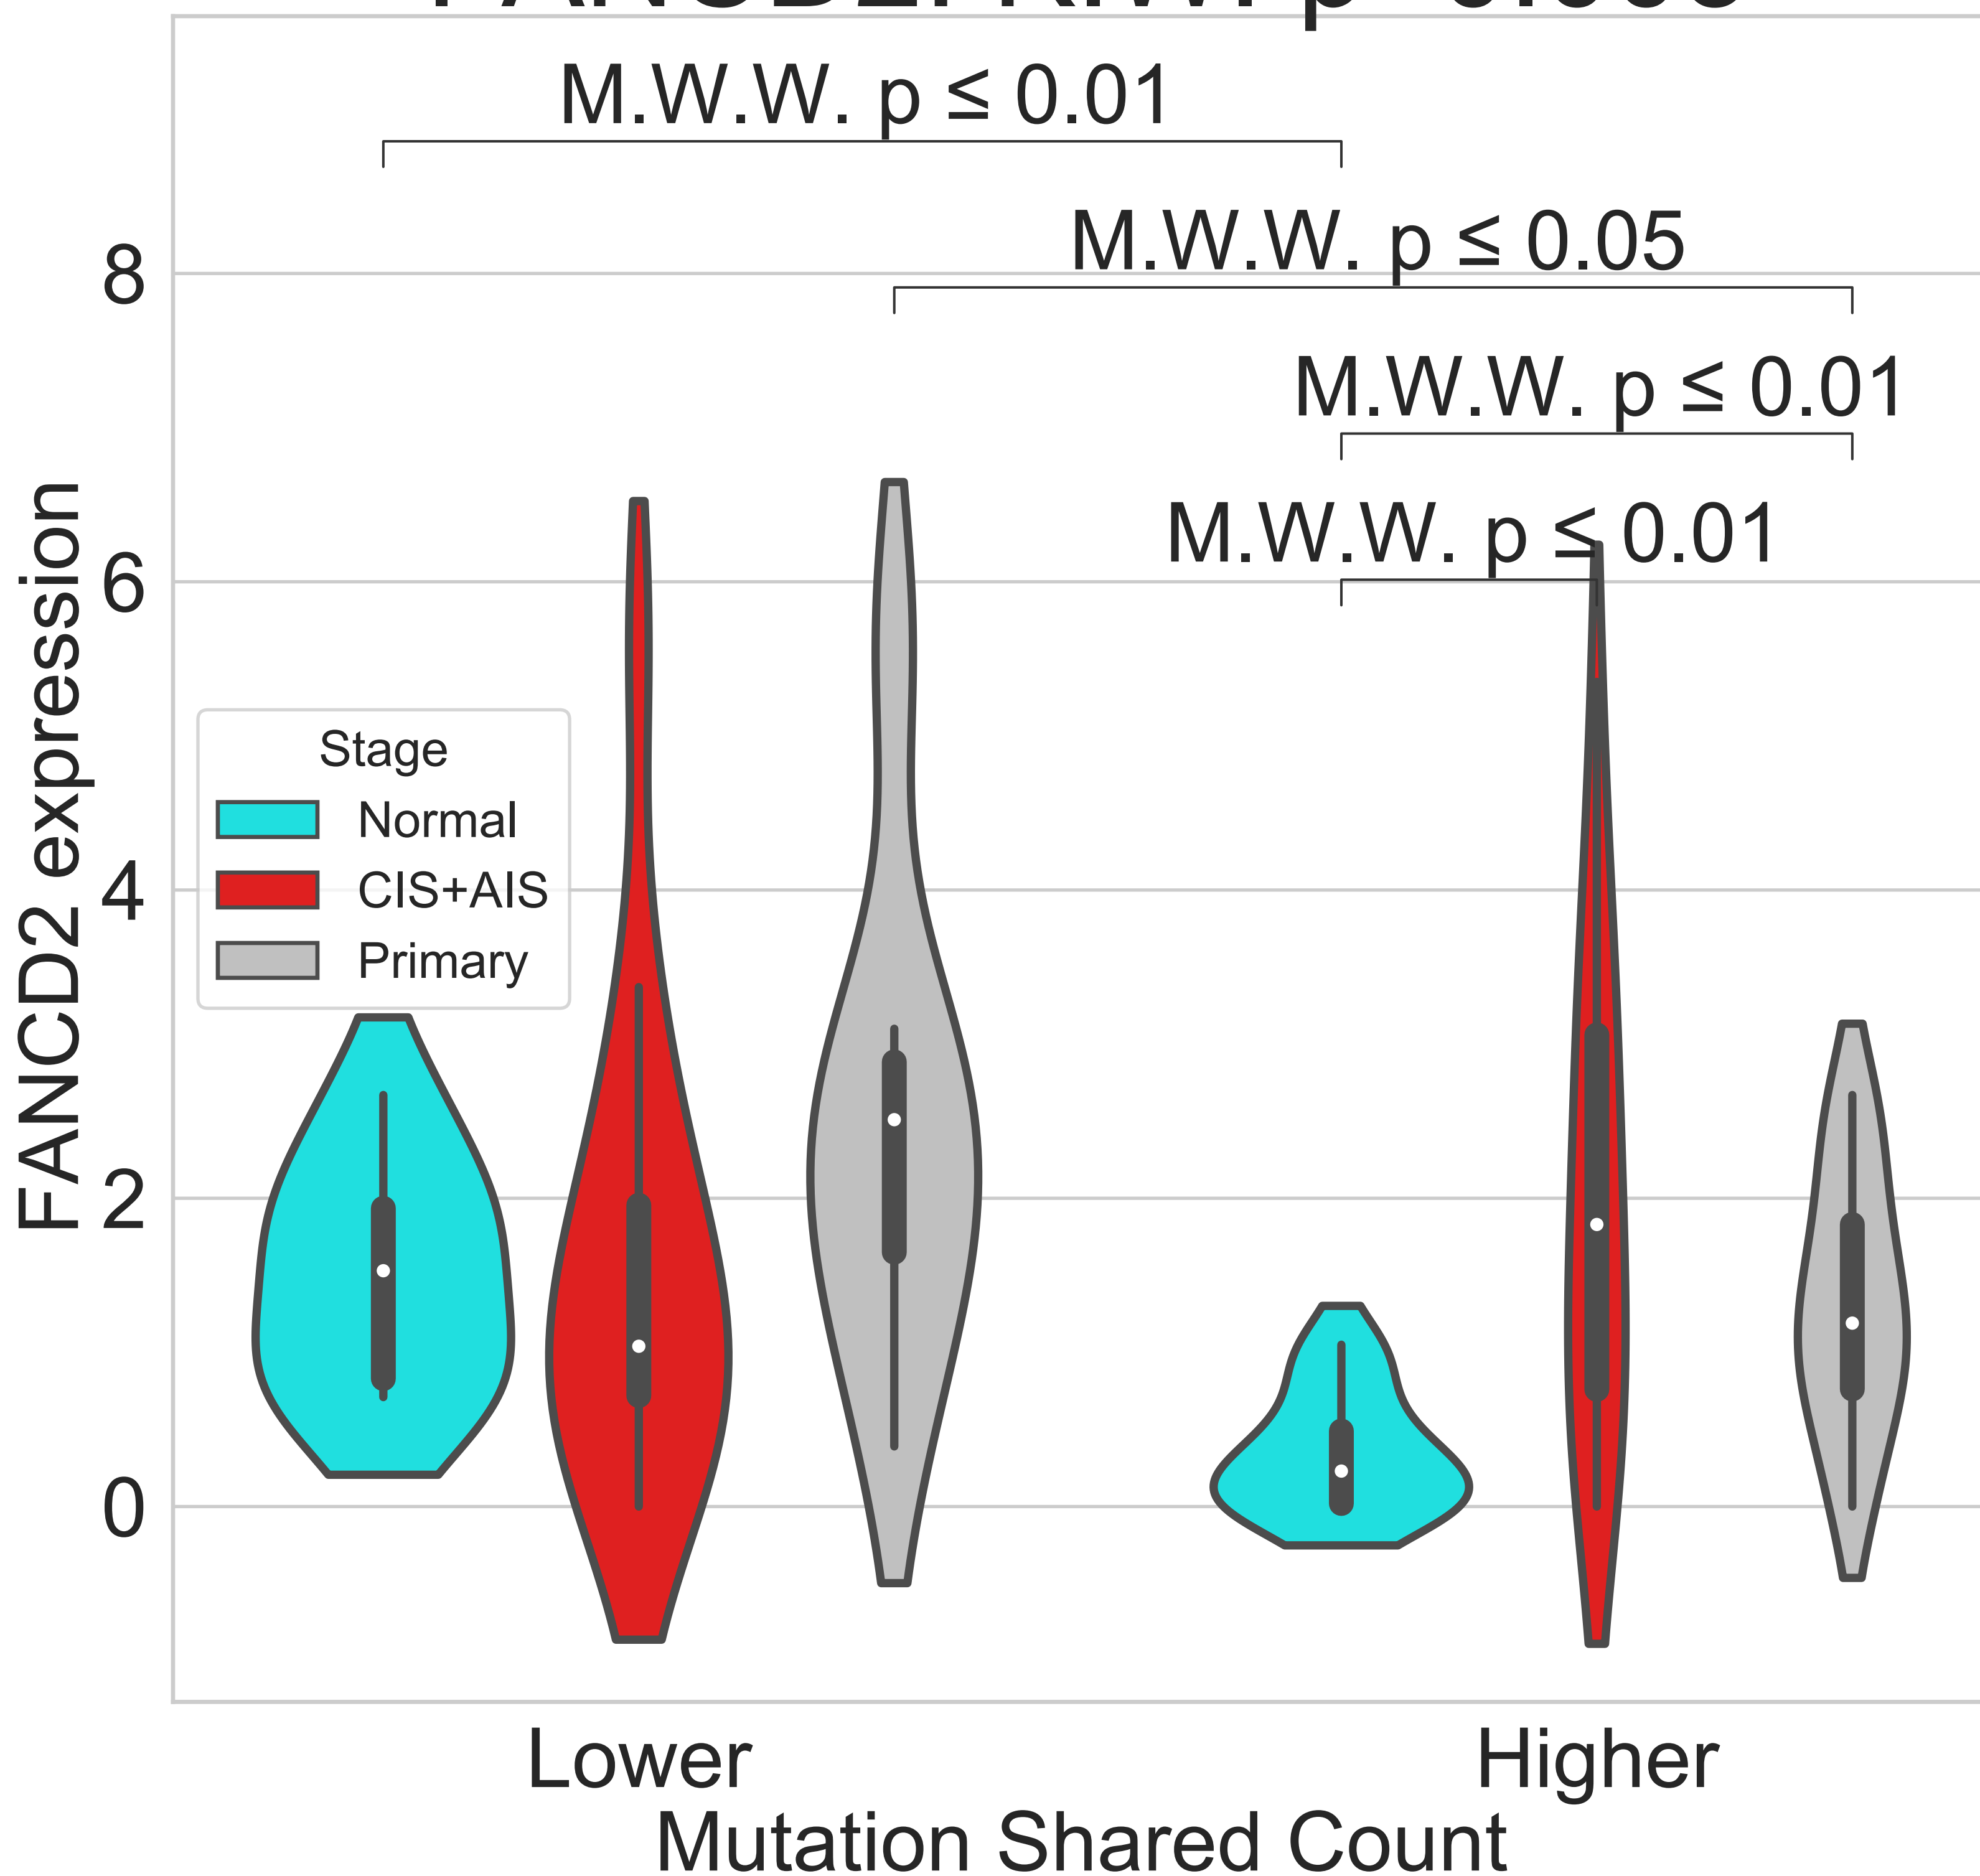 M.W.W. p ≤ 0.01
M.W.W. p ≤ 0.05
M.W.W. p ≤ 0.01
M.W.W. p ≤ 0.01
8
6
4
2
0
FANCD2 expression
Stage
Normal
CIS+AIS
Primary
Lower
Higher
Mutation Shared Count